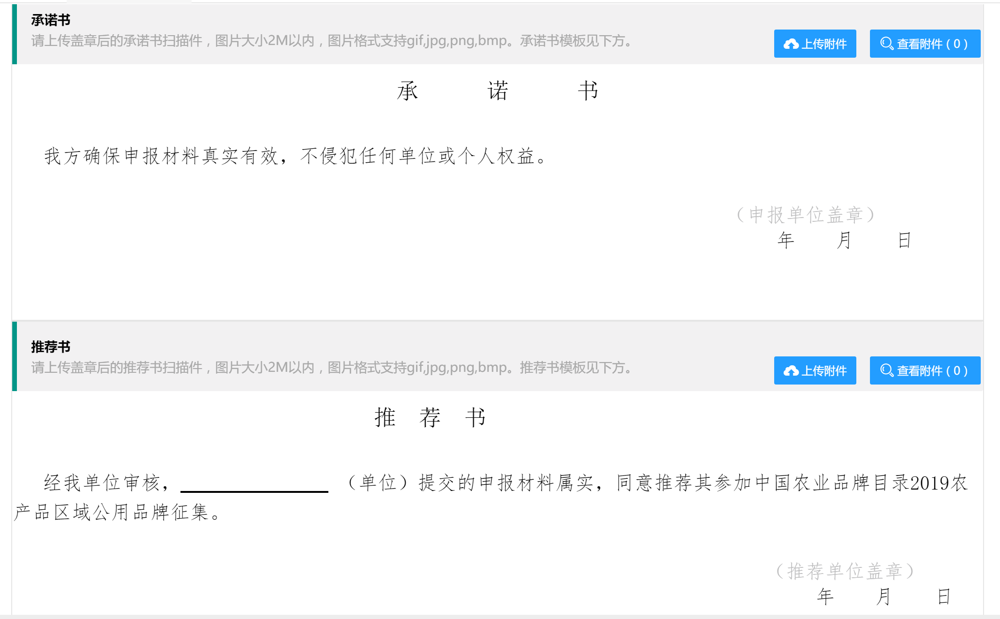 承诺书
请上传盖章后的承诺书扫描件，图片大小2M以内，图片格式支持gif,jpg,png,bmp。承诺书模板见下方。
上传附件 查看附件（0）
承 诺 书
我方确保申报材料真实有效，不侵犯任何单位或个人权益。
（申报单位盖章）
年 月 日
推荐书
请上传盖章后的推荐书扫描件，图片大小2M以内，图片格式支持gif,jpg,png,bmp。推荐书模板见下方。
上传附件 查看附件（0）
推 荐 书
经我单位审核，（单位）提交的申报材料属实，同意推荐其参加中国农业品牌目录2019农
产品区域公用品牌征集。
（推荐单位盖章）
年 月 日